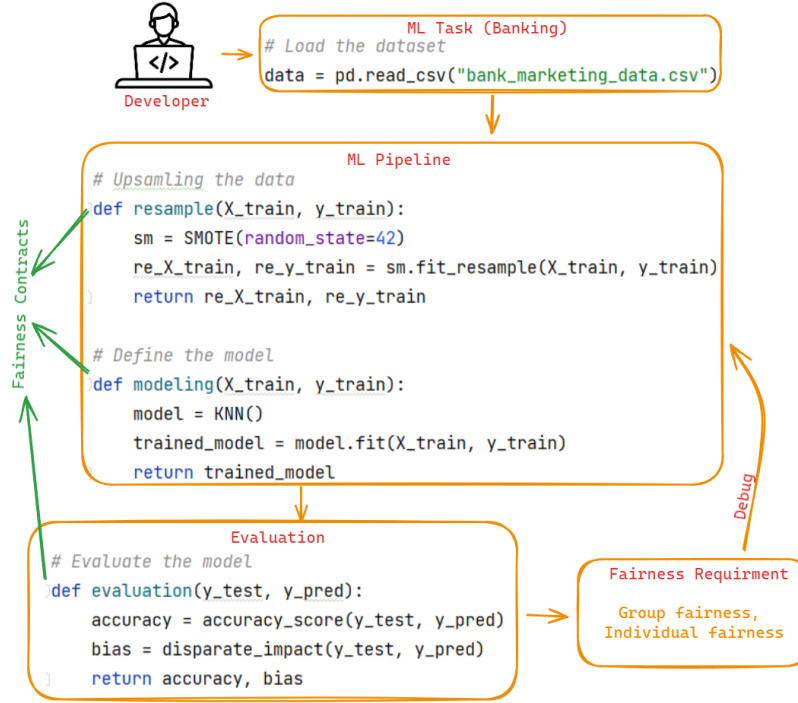 ML Task (Banking)
</>
# Load the dataset
data = pd.read_csv("bank_marketing_data.csv")
Developer
ML Pipeline
# Upsamling the data
def resample(X_train, y_train):
sm = SMOTE(random_state=42)
re_X_train, re_y_train = sm.fit_resample(X_train, y_train)
return re_X_train, re_y_train
Fairness Contracts
# Define the model
def modeling(X_train, y_train):
model = KNN()
trained_model = model.fit(X_train, y_train)
return trained_model
Debug
Evaluation
# Evaluate the model
def evaluation(y_test, y_pred):
accuracy = accuracy_score(y_test, y_pred)
bias = disparate_impact(y_test, y_pred)
return accuracy, bias
Fairness Requirment
Group fairness,
Individual fairness